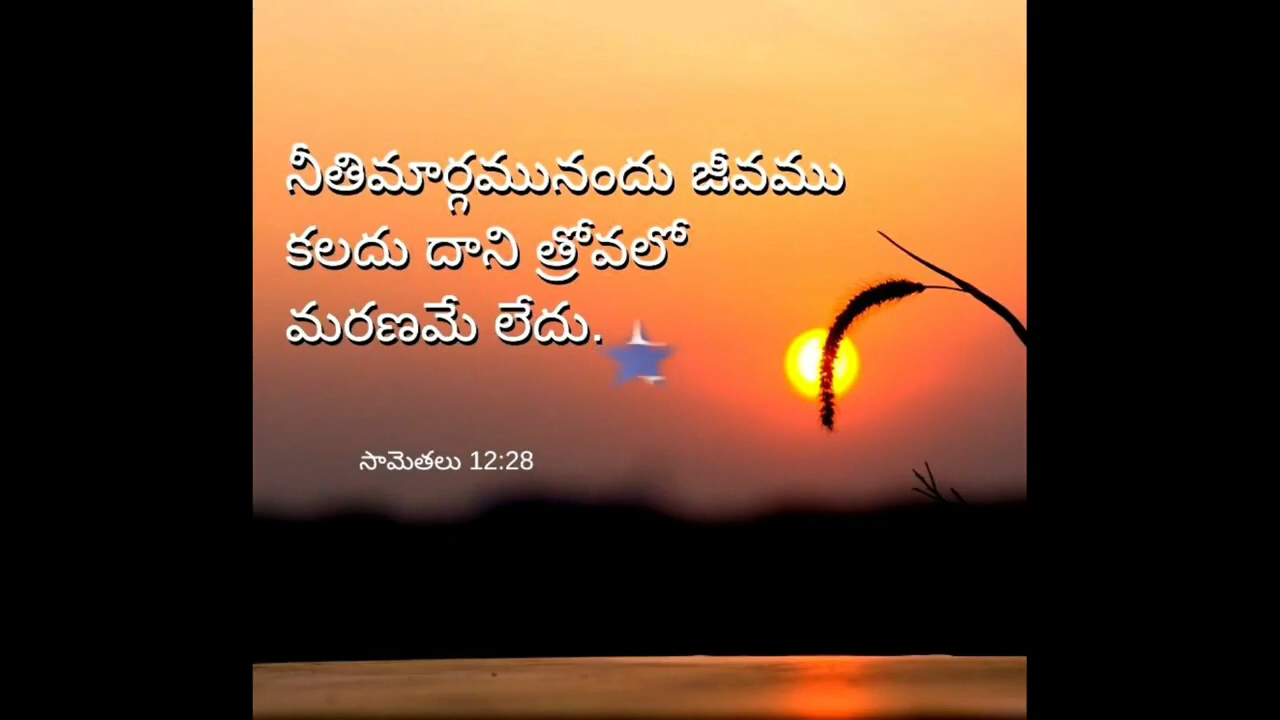 నీతిమార్గమునందు జీవము
కలదు దాని త్రోవలో
మరణమే లేదు.
సామెతలు 12:28